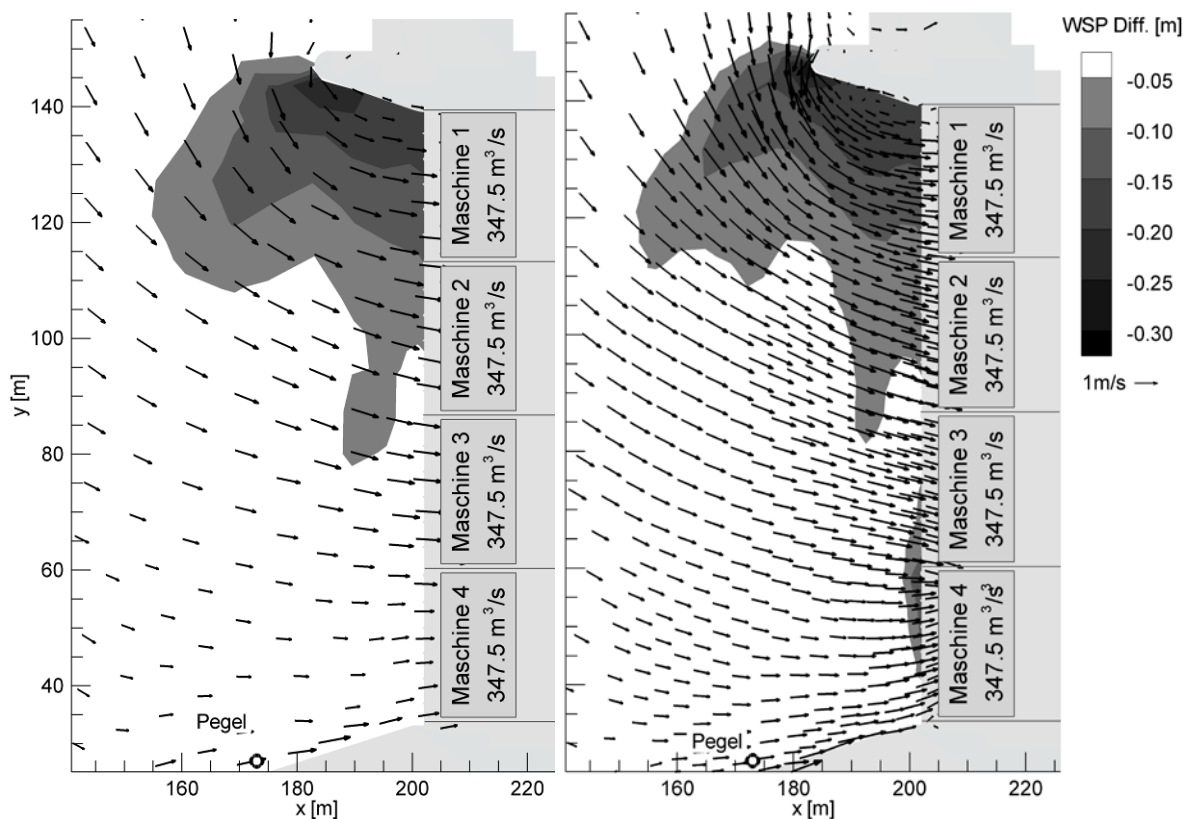 WSP Diff. [m]
-0.05
-0.10
-0.15
-0.20
-0.25
-0.30
1m/s
y [m]
140
120
100
80
60
40
Maschine 1
347.5 m³/s
Maschine 2
347.5 m³/s
Maschine 3
347.5 m³/s
Maschine 4
347.5 m³/s
Pegel
160
180
200
220
x [m]
Maschine 1
347.5 m³/s
Maschine 2
347.5 m³/s
Maschine 3
347.5 m³/s
Maschine 4
347.5 m³/s³
Pegel
160
180
200
220
x [m]